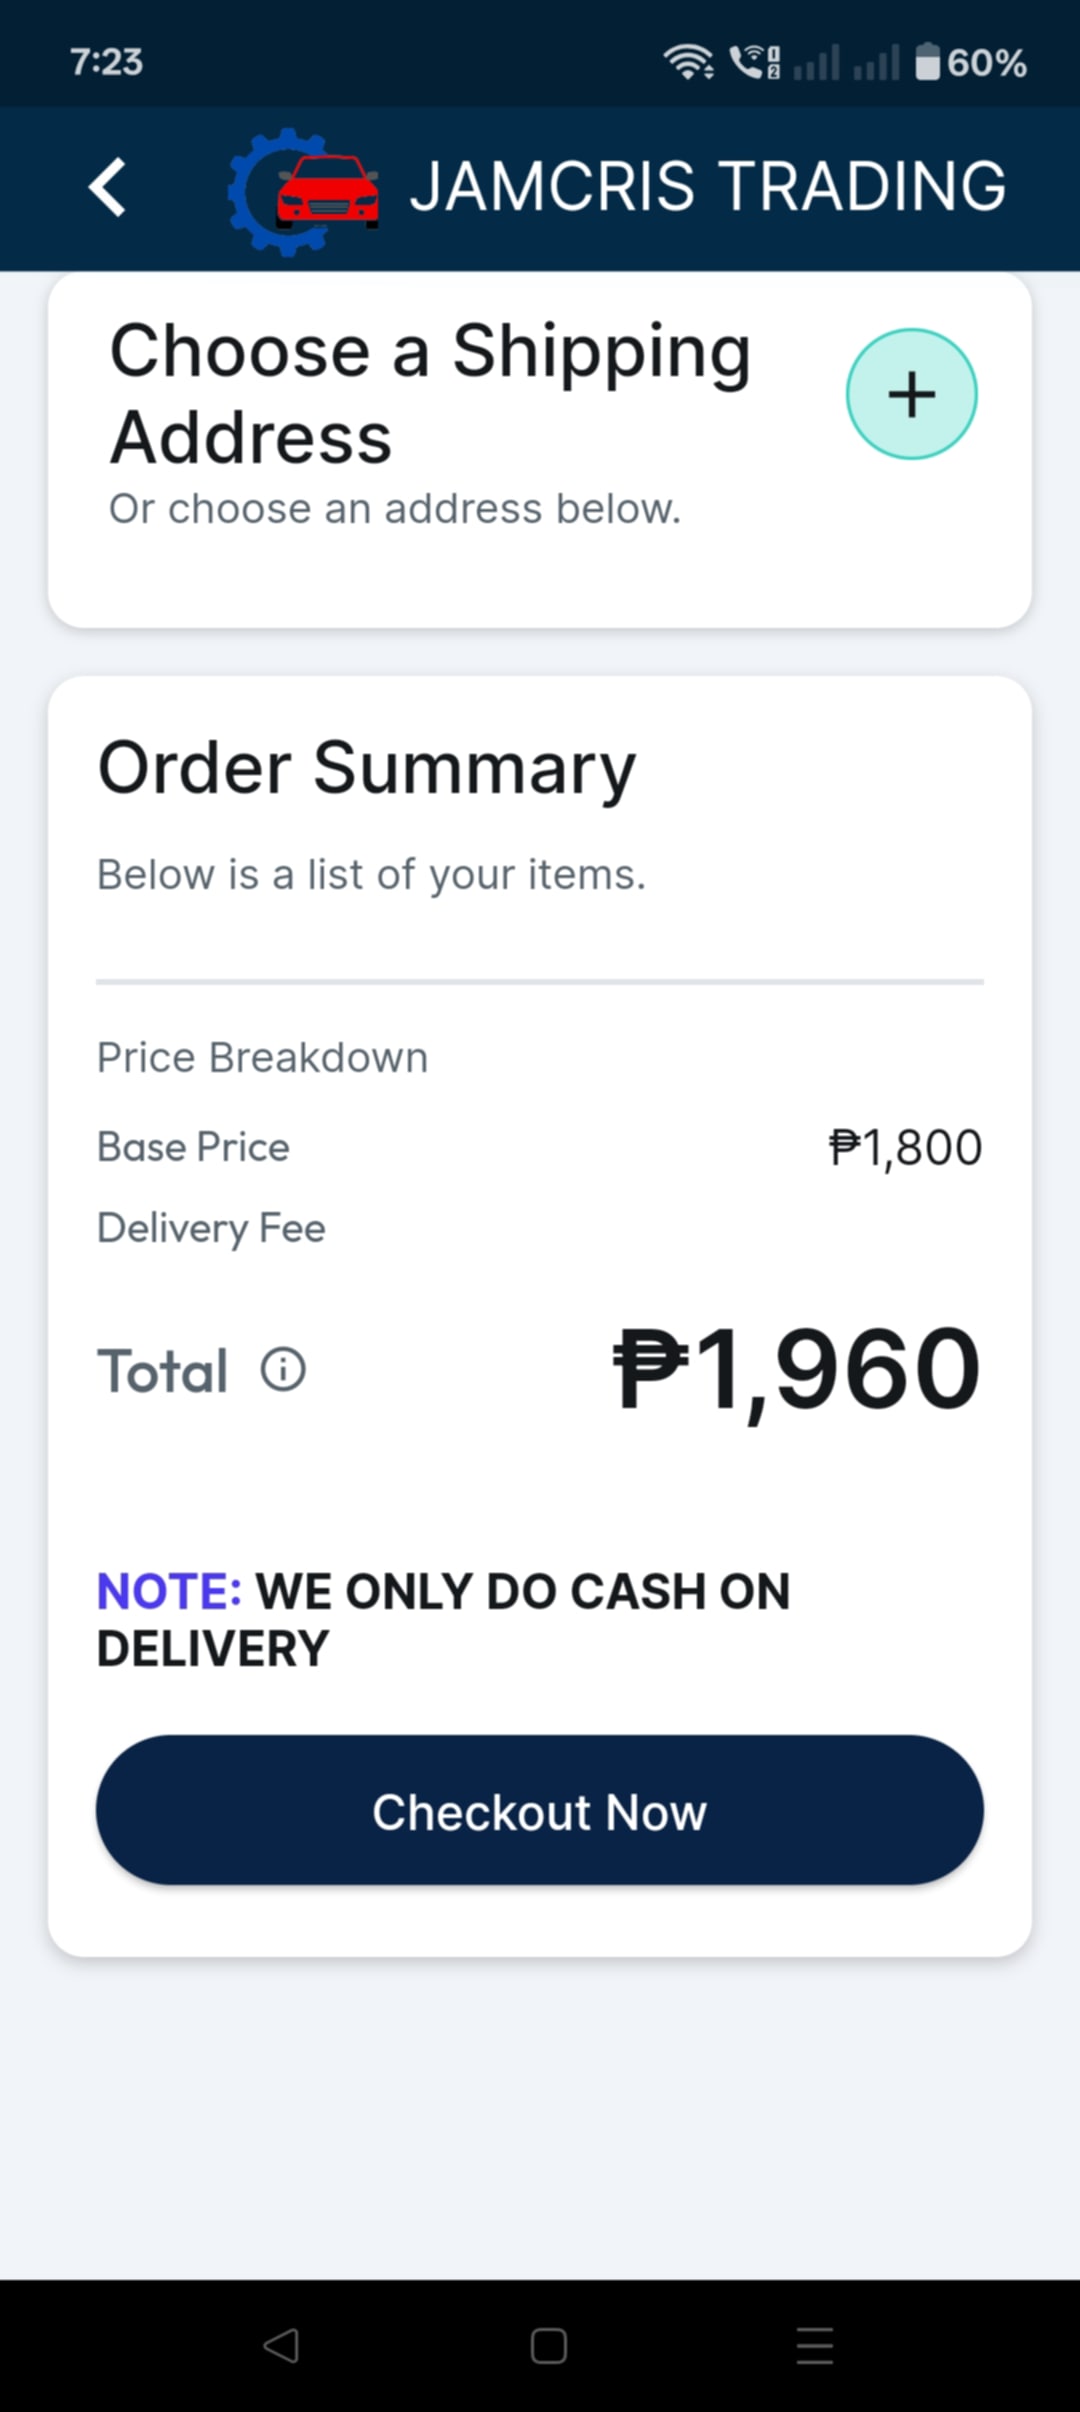 7:23
60%
JAMCRIS TRADING
Choose a Shipping
Address
Or choose an address below.
Order Summary
Below is a list of your items.
Price Breakdown
Base Price ₱1,800
Delivery Fee
Total ₱1,960
NOTE: WE ONLY DO CASH ON
DELIVERY
Checkout Now